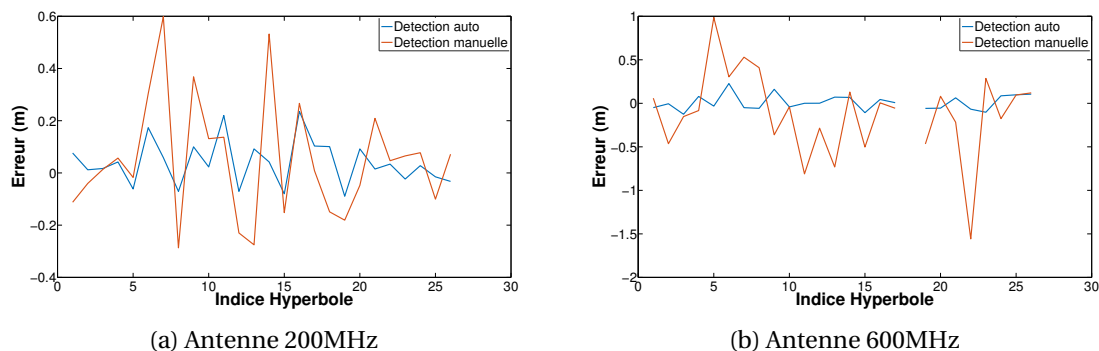 0.6
0.4
0.2
0
−0.2
−0.4
0
5
10
15
20
25
30
Erreur (m)
Indice Hyperbole
Detection auto
Detection manuelle
(a) Antenne 200MHz
1
0.5
0
−0.5
−1
−1.5
−2
0
5
10
15
20
25
30
Erreur (m)
Indice Hyperbole
Detection auto
Detection manuelle
(b) Antenne 600MHz